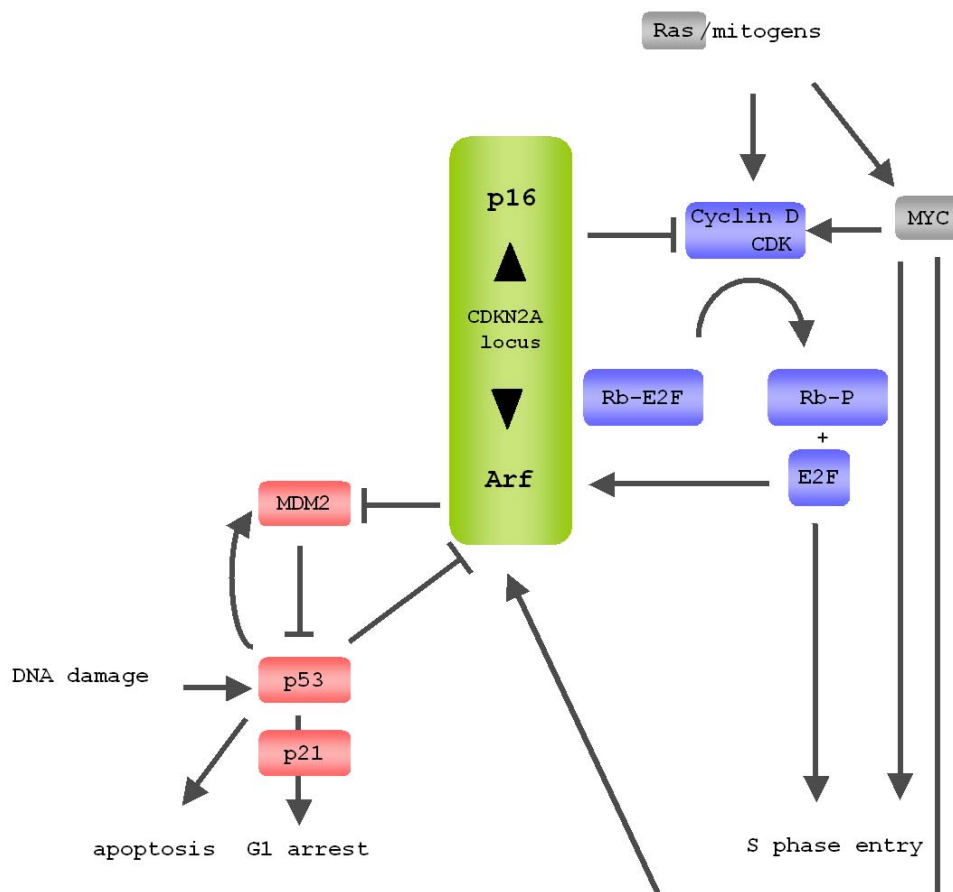 Ras/mitogens
p16
Cyclin D
CDK
MYC
CDKN2A
locus
Rb-E2F
Rb-P
+
E2F
Arf
MDM2
DNA damage
p53
p21
apoptosis
G1 arrest
S phase entry